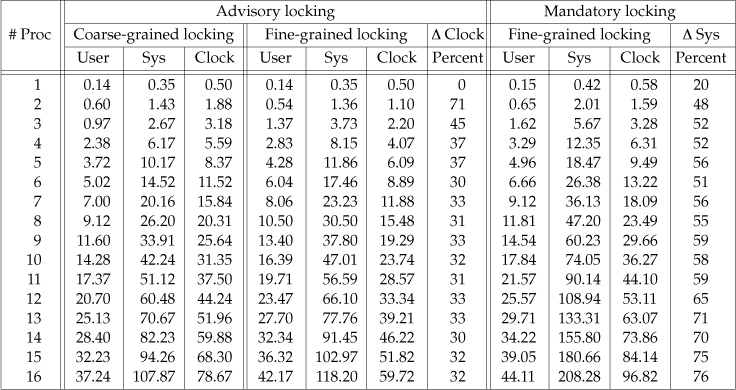 Advisory locking Mandatory locking
# Proc Coarse-grained locking Fine-grained locking Δ Clock Fine-grained locking Δ Sys
User Sys Clock User Sys Clock Percent User Sys Clock Percent
1 0.14 0.35 0.50 0.14 0.35 0.50 0 0.15 0.42 0.58 20
2 0.60 1.43 1.88 0.54 1.36 1.10 71 0.65 2.01 1.59 48
3 0.97 2.67 3.18 1.37 3.73 2.20 45 1.62 5.67 3.28 52
4 2.38 6.17 5.59 2.83 8.15 4.07 37 3.29 12.35 6.31 52
5 3.72 10.17 8.37 4.28 11.86 6.09 37 4.96 18.47 9.49 56
6 5.02 14.52 11.52 6.04 17.46 8.89 30 6.66 26.38 13.22 51
7 7.00 20.16 15.84 8.06 23.23 11.88 33 9.12 36.13 18.09 56
8 9.12 26.20 20.31 10.50 30.50 15.48 31 11.81 47.20 23.49 55
9 11.60 33.91 25.64 13.40 37.80 19.29 33 14.54 60.23 29.66 59
10 14.28 42.24 31.35 16.39 47.01 23.74 32 17.84 74.05 36.27 58
11 17.37 51.12 37.50 19.71 56.59 28.57 31 21.57 90.14 44.10 59
12 20.70 60.48 44.24 23.47 66.10 33.34 33 25.57 108.94 53.11 65
13 25.13 70.67 51.96 27.70 77.76 39.21 33 29.71 133.31 63.07 71
14 28.40 82.23 59.88 32.34 91.45 46.22 30 34.22 155.80 73.86 70
15 32.23 94.26 68.30 36.32 102.97 51.82 32 39.05 180.66 84.14 75
16 37.24 107.87 78.67 42.17 118.20 59.72 32 44.11 208.28 96.82 76